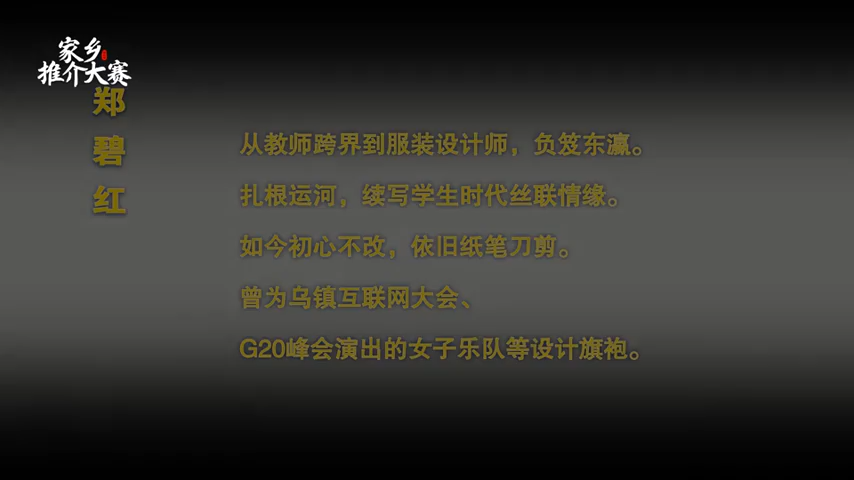 家乡
推介大赛
郑碧红
从教师跨界到服装设计师，负笈东瀛。
扎根运河，续写学生时代丝联情缘。
如今初心不改，依旧纸笔刀剪。
曾为乌镇互联网大会、
G20峰会演出的女子乐队等设计旗袍。